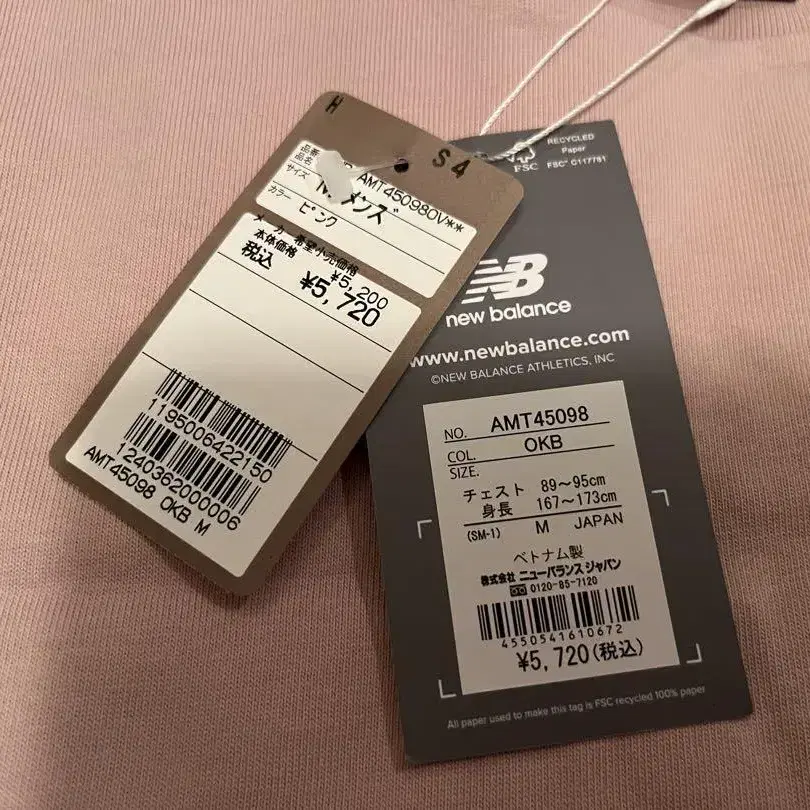 H
S4
品番
品名
AMT45098OV**
サイズ
メンズ
カラー
ピンク
メーカー希望小売価格
本体価格
¥5,200
税込
¥5,720
1195006422150
1240362000006
AMT45098 OKB M
FSC
RECYCLED
Paper
FSC® C117781
NB
new balance
www.newbalance.com
©NEW BALANCE ATHLETICS, INC
NO. AMT45098
COL. OKB
SIZE.
チェスト 89～95cm
身長 167～173cm
(SM-I) M JAPAN
ベトナム製
株式会社 ニューバランス ジャパン
0120-85-7120
4550541610672
¥5,720(税込)
All paper used to make this tag is FSC recycled 100% paper